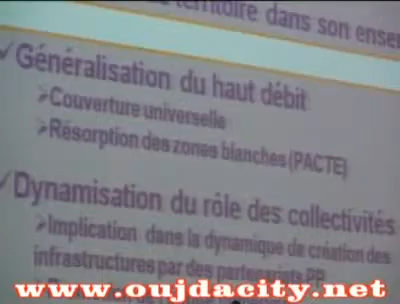 territoire dans son ensem
✓Généralisation du haut débit
➢Couverture universelle
➢Résorption des zones blanches (PACTE)
✓Dynamisation du rôle des collectivités
➢Implication dans la dynamique de création des
infrastructures par des partenariats PP
www.oujdacity.net